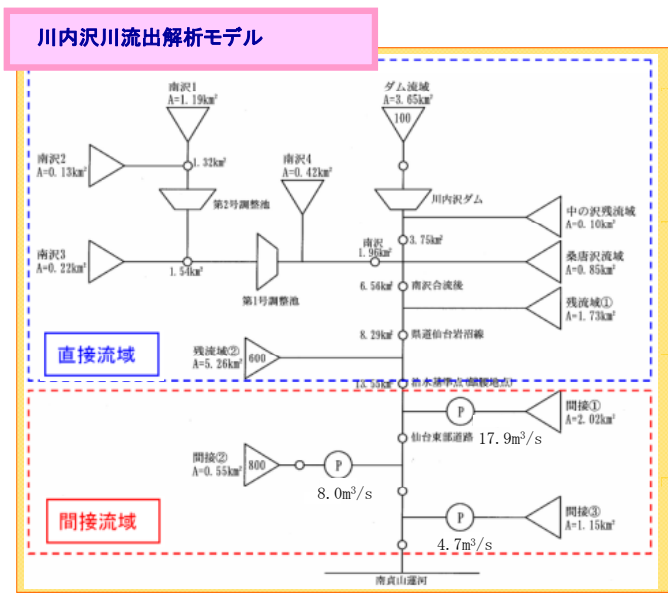 川内沢川流出解析モデル
南沢1
A=1.19km²
ダム流域
A=3.65km²
100
南沢2
A=0.13km²
1.32km²
南沢4
A=0.42km²
第2号調整池
川内沢ダム
中の沢残流域
A=0.10km²
南沢3
A=0.22km²
1.54km²
南沢
1.96km²
3.75km²
桑唐沢流域
A=0.85km²
第1号調整池
6.56km²
南沢合流後
残流域①
A=1.73km²
8.29km²
県道仙台岩沼線
直接流域
残流域②
A=5.26km²
600
13.55km²
治水基準点
間接①
A=2.02km²
P
17.9m³/s
仙台東部道路
間接②
A=0.55km²
800
P
8.0m³/s
間接流域
間接③
A=1.15km²
P
4.7m³/s
南貞山運河